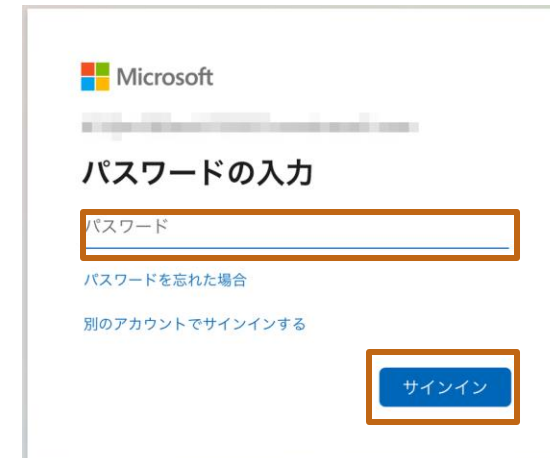 Microsoft
パスワードの入力
パスワード
パスワードを忘れた場合
別のアカウントでサインインする
サインイン